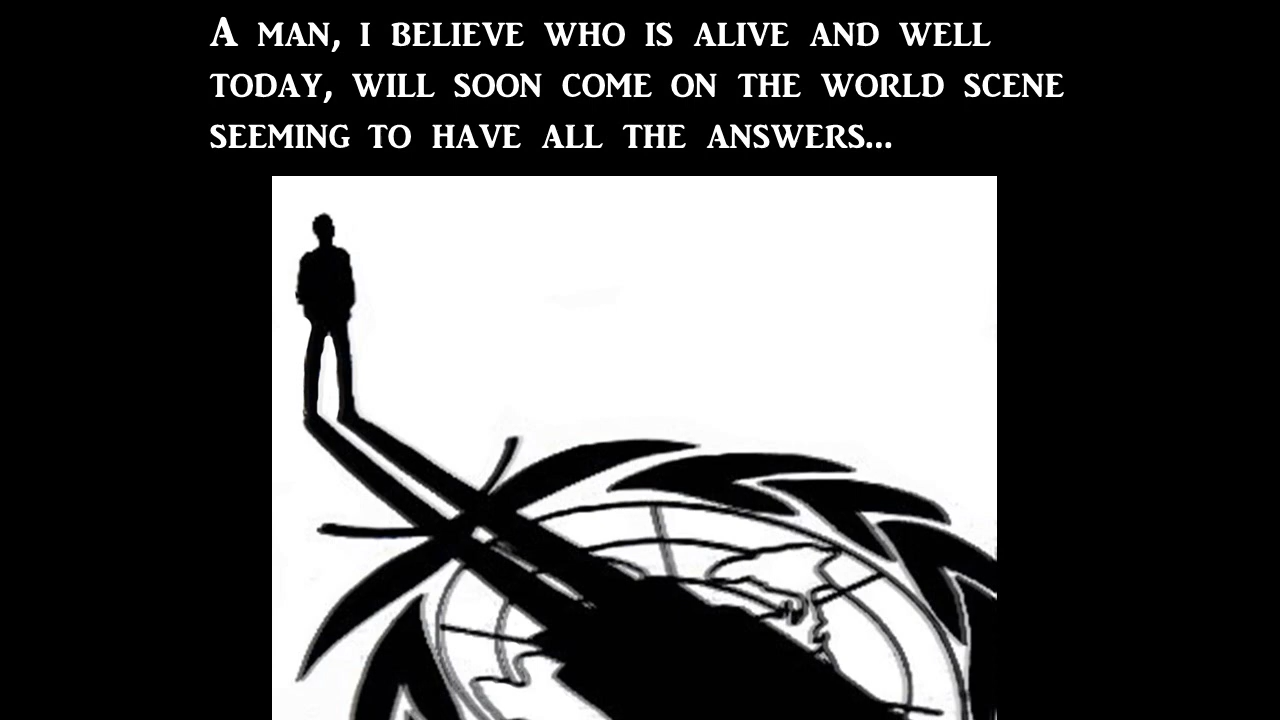 A MAN, I BELIEVE WHO IS ALIVE AND WELL
TODAY, WILL SOON COME ON THE WORLD SCENE
SEEMING TO HAVE ALL THE ANSWERS...